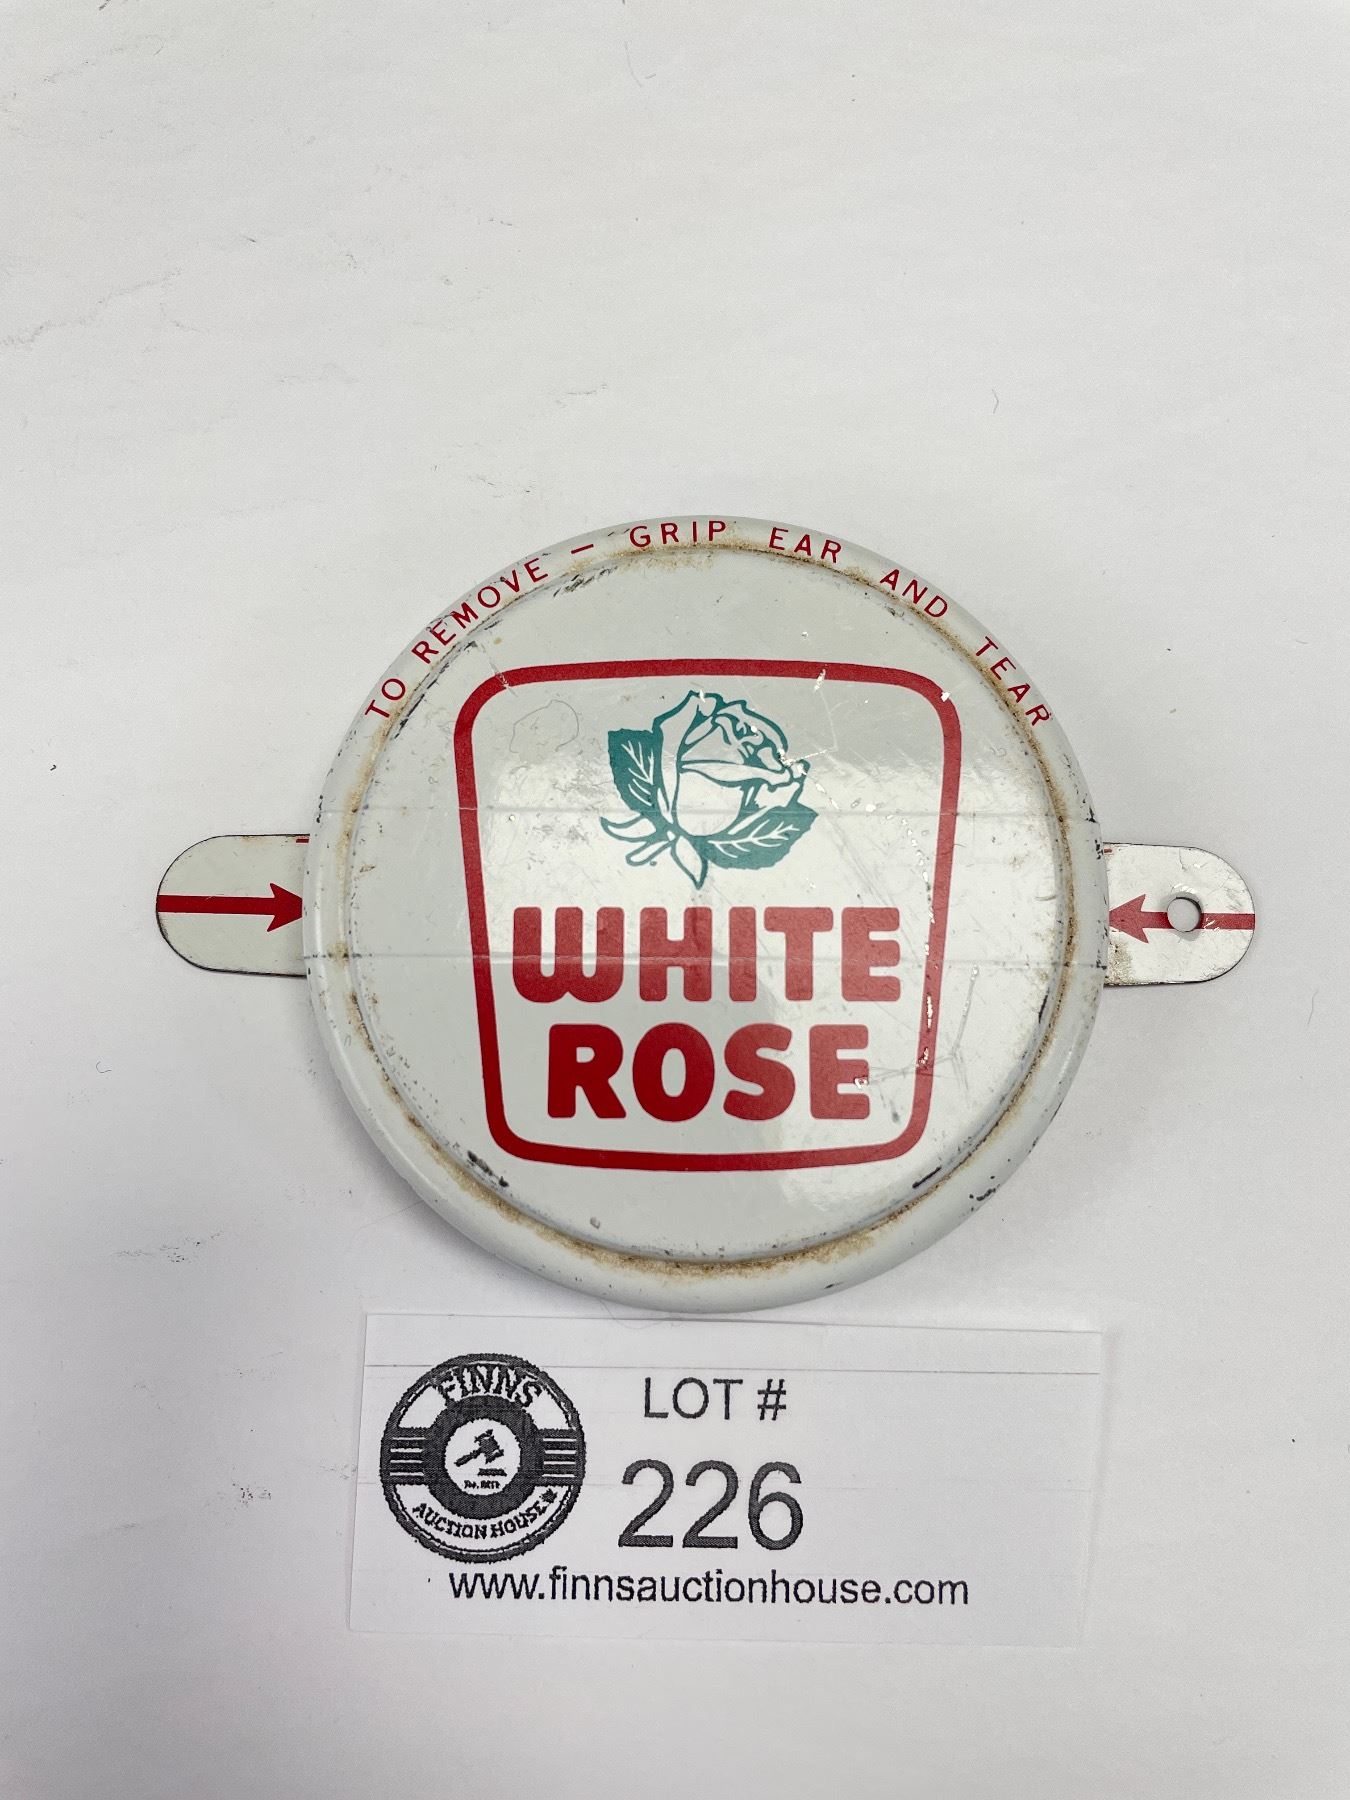 TO REMOVE — GRIP EAR AND TEAR
WHITE
ROSE
FINNS
AUCTION HOUSE
LOT #
226
www.finnsauctionhouse.com